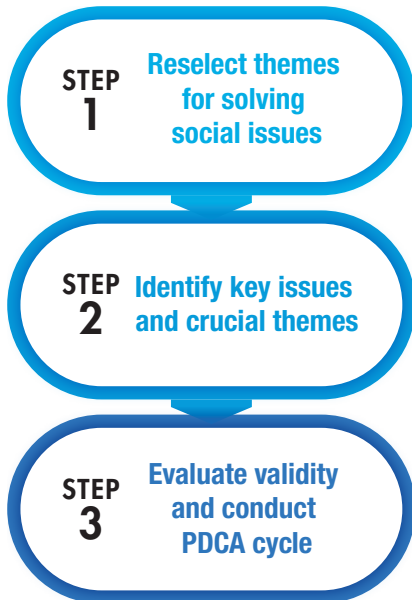 STEP
1
Reselect themes
for solving
social issues
STEP
2
Identify key issues
and crucial themes
STEP
3
Evaluate validity
and conduct
PDCA cycle